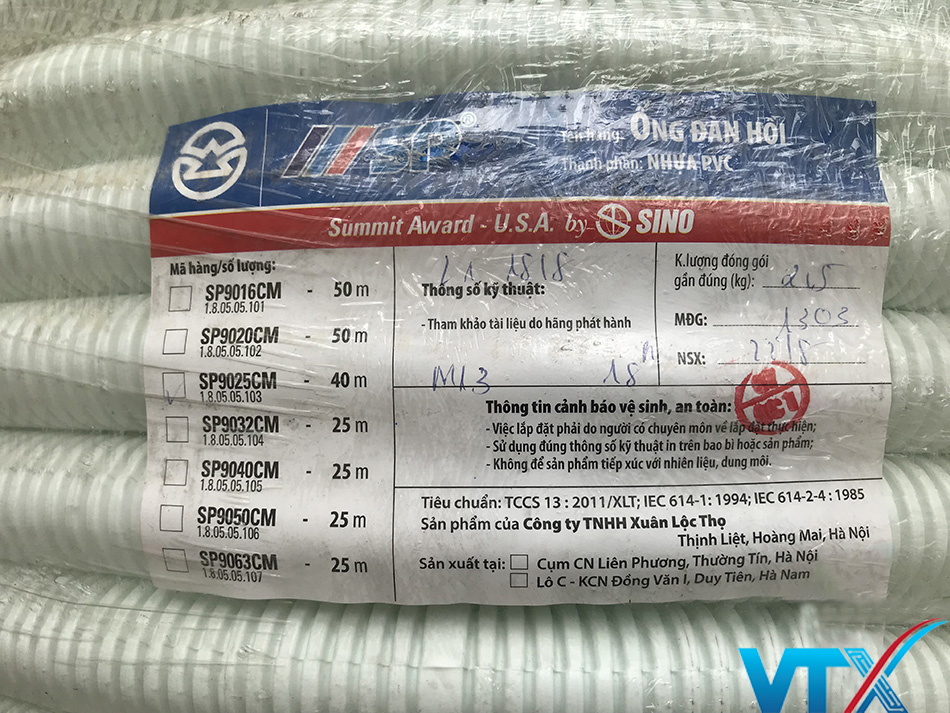 SP®
Tên hàng: ỐNG ĐÀN HỒI
Thành phần: NHỰA PVC
Summit Award - U.S.A. by SINO
Mã hàng/số lượng:
SP9016CM - 50 m
1.8.05.05.101
SP9020CM - 50 m
1.8.05.05.102
SP9025CM - 40 m
1.8.05.05.103
SP9032CM - 25 m
1.8.05.05.104
SP9040CM - 25 m
1.8.05.05.105
SP9050CM - 25 m
1.8.05.05.106
SP9063CM - 25 m
1.8.05.05.107
Thông số kỹ thuật:
- Tham khảo tài liệu do hãng phát hành
M1.3 18
K.lượng đóng gói
gần đúng (kg):
MĐG: 1303
NSX:
Thông tin cảnh báo vệ sinh, an toàn:
- Việc lắp đặt phải do người có chuyên môn về lắp đặt thực hiện;
- Sử dụng đúng thông số kỹ thuật in trên bao bì hoặc sản phẩm;
- Không để sản phẩm tiếp xúc với nhiên liệu, dung môi.
Tiêu chuẩn: TCCS 13 : 2011/XLT; IEC 614-1: 1994; IEC 614-2-4 : 1985
Sản phẩm của Công ty TNHH Xuân Lộc Thọ
Thịnh Liệt, Hoàng Mai, Hà Nội
Sản xuất tại: Cụm CN Liên Phương, Thường Tín, Hà Nội
Lô C - KCN Đồng Văn I, Duy Tiên, Hà Nam
VTX